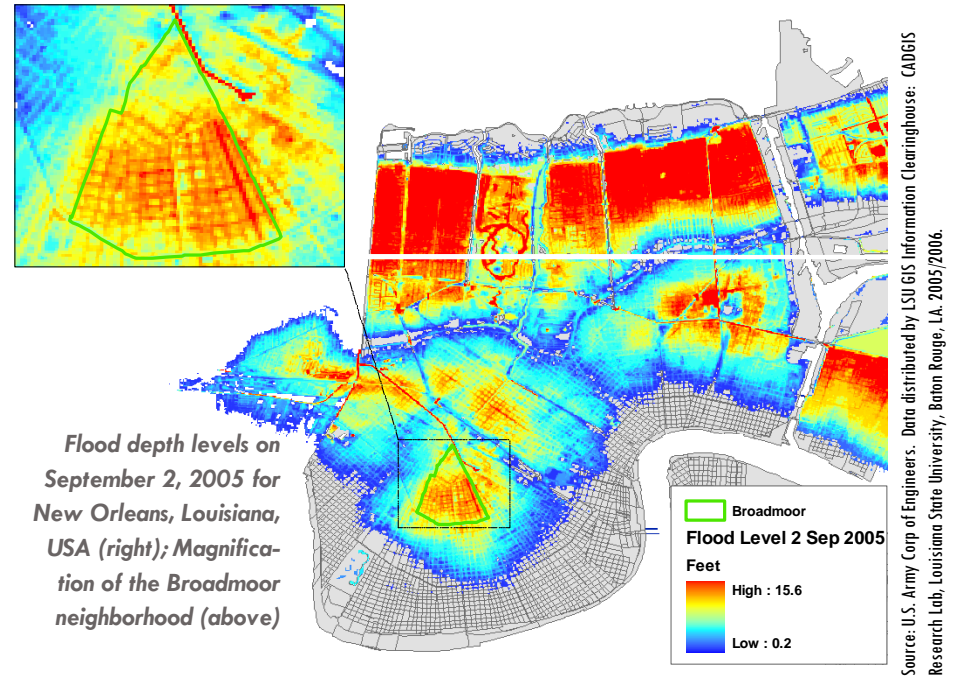 Flood depth levels on
September 2, 2005 for
New Orleans, Louisiana,
USA (right); Magnifica-
tion of the Broadmoor
neighborhood (above)
Broadmoor
Flood Level 2 Sep 2005
Feet
High : 15.6
Low : 0.2
Source: U.S. Army Corp of Engineers. Data distributed by LSU GIS Information Clearinghouse: CADGIS
Research Lab, Louisiana State University, Baton Rouge, LA. 2005/2006.